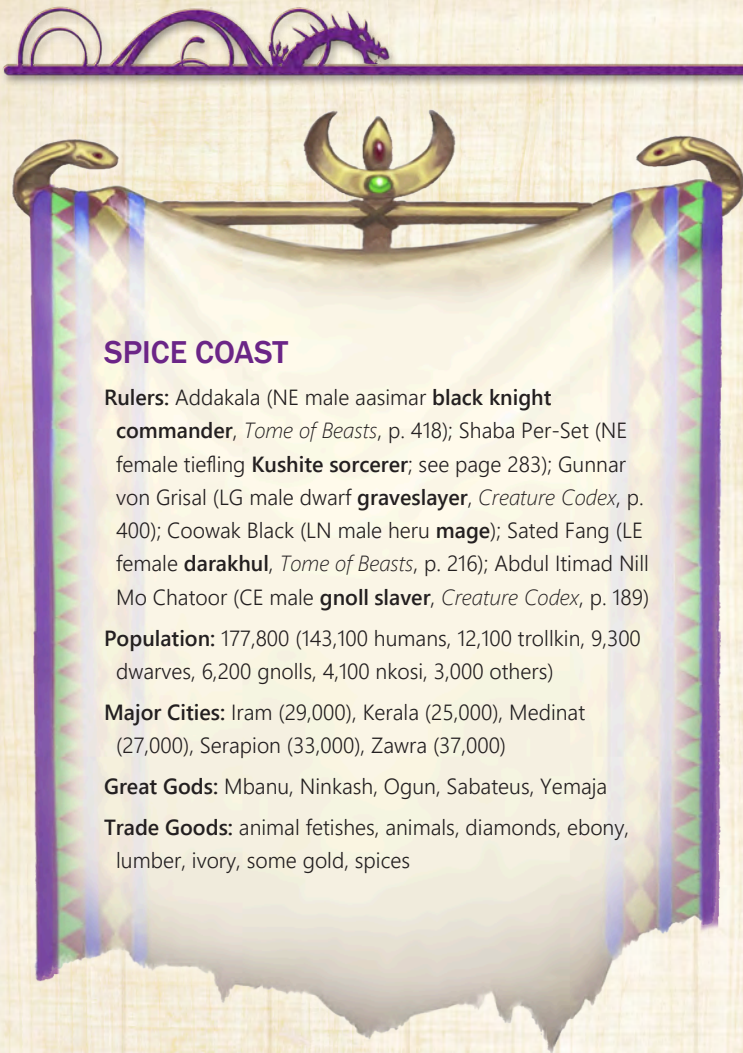 SPICE COAST
Rulers: Addakala (NE male aasimar black knight
commander, Tome of Beasts, p. 418); Shaba Per-Set (NE
female tiefling Kushite sorcerer; see page 283); Gunnar
von Grisal (LG male dwarf graveslayer, Creature Codex, p.
400); Coowak Black (LN male heru mage); Sated Fang (LE
female darakhul, Tome of Beasts, p. 216); Abdul Itimad Nill
Mo Chatoor (CE male gnoll slaver, Creature Codex, p. 189)
Population: 177,800 (143,100 humans, 12,100 trollkin, 9,300
dwarves, 6,200 gnolls, 4,100 nkosi, 3,000 others)
Major Cities: Iram (29,000), Kerala (25,000), Medinat
(27,000), Serapion (33,000), Zawra (37,000)
Great Gods: Mbanu, Ninkash, Ogun, Sabateus, Yemaja
Trade Goods: animal fetishes, animals, diamonds, ebony,
lumber, ivory, some gold, spices